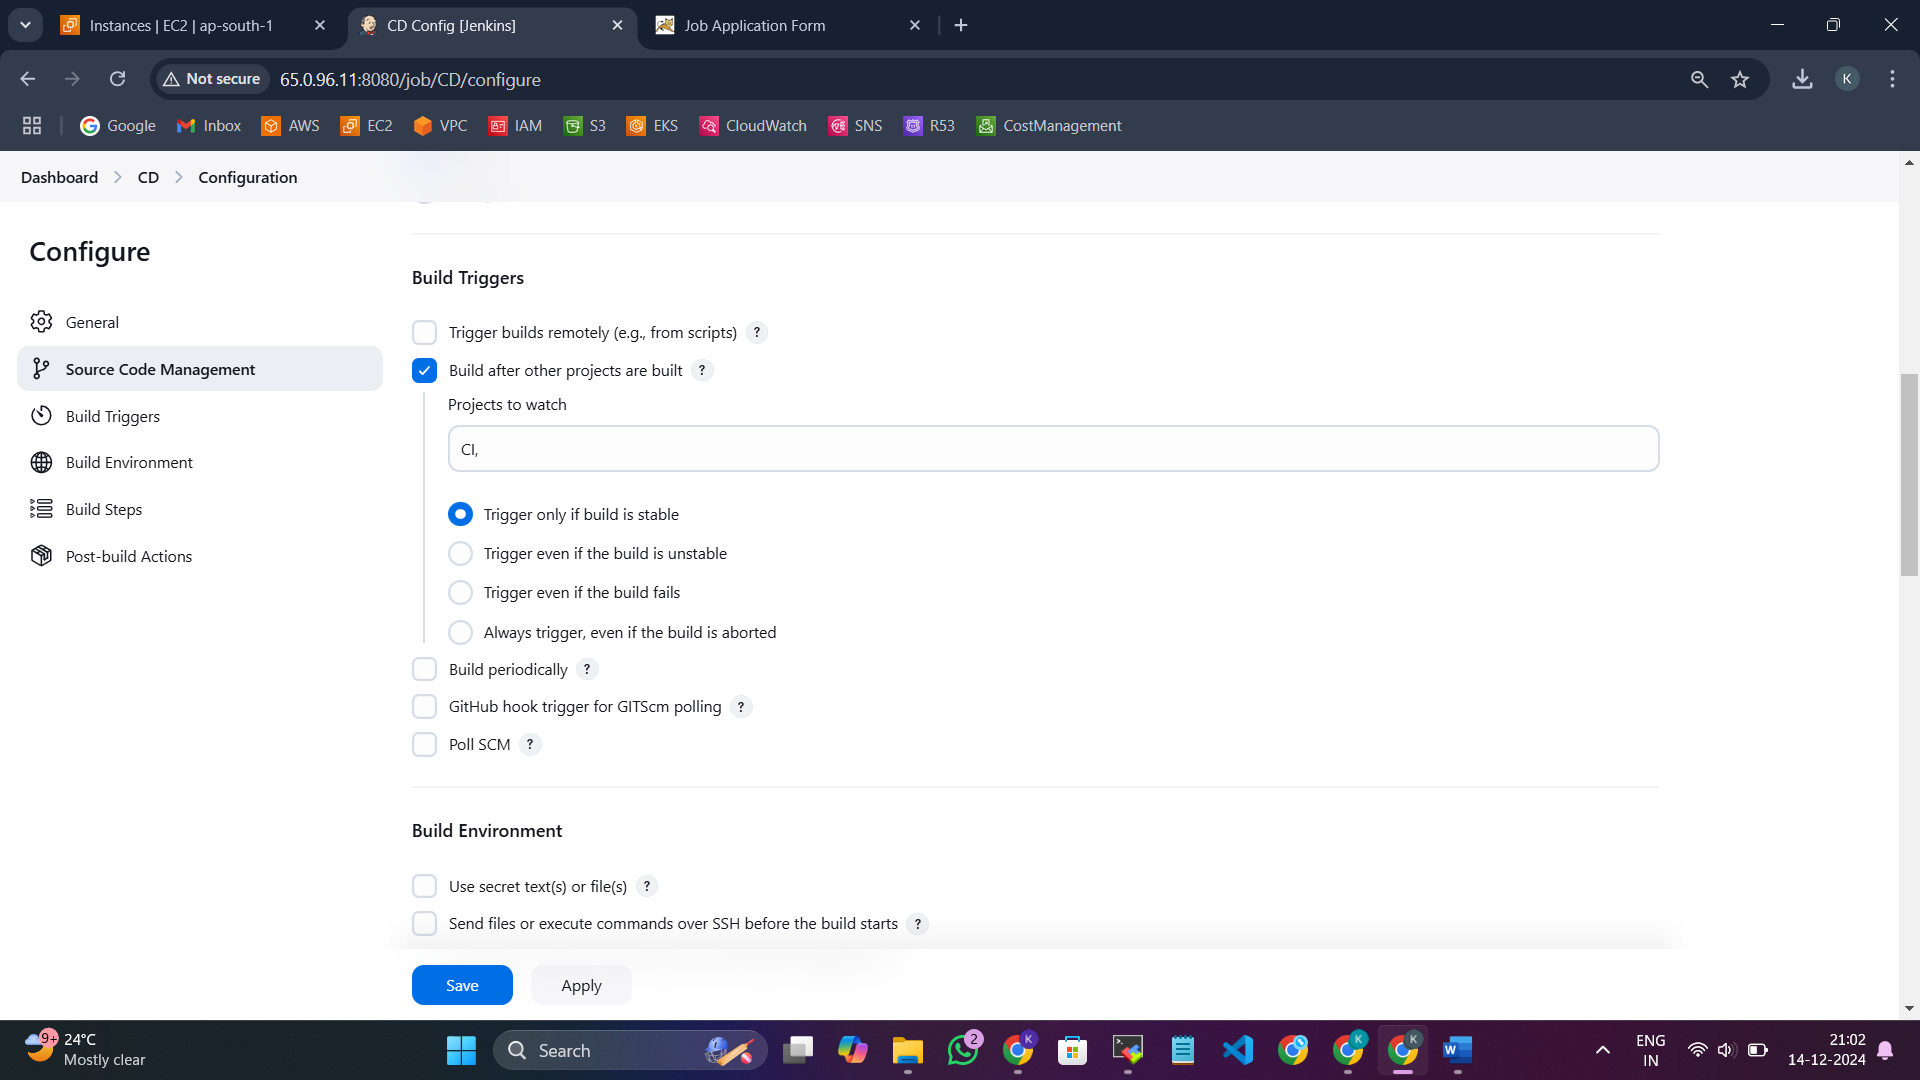 Instances | EC2 | ap-south-1
CD Config [Jenkins]
Job Application Form
Not secure
65.0.96.11:8080/job/CD/configure
K
Google
Inbox
AWS
EC2
VPC
IAM
S3
EKS
CloudWatch
SNS
R53
CostManagement
Dashboard
CD
Configuration
Configure
General
Source Code Management
Build Triggers
Build Environment
Build Steps
Post-build Actions
Build Triggers
Trigger builds remotely (e.g., from scripts) ?
Build after other projects are built ?
Projects to watch
CI,
Trigger only if build is stable
Trigger even if the build is unstable
Trigger even if the build fails
Always trigger, even if the build is aborted
Build periodically ?
GitHub hook trigger for GITScm polling ?
Poll SCM ?
Build Environment
Use secret text(s) or file(s) ?
Send files or execute commands over SSH before the build starts ?
Save
Apply
9+
24°C
Mostly clear
Search
2
K
K
K
W
ENG
IN
21:02
14-12-2024